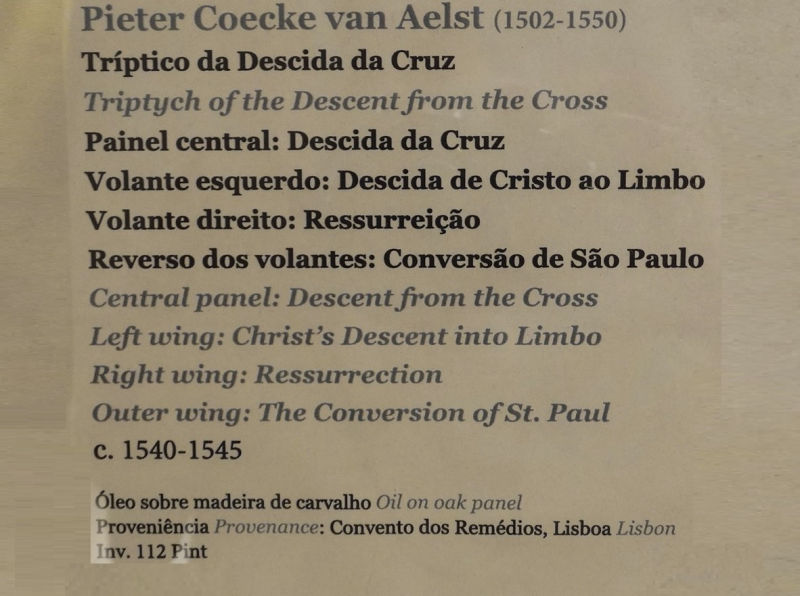 Pieter Coecke van Aelst (1502-1550)
Tríptico da Descida da Cruz
Triptych of the Descent from the Cross
Painel central: Descida da Cruz
Volante esquerdo: Descida de Cristo ao Limbo
Volante direito: Ressurreição
Reverso dos volantes: Conversão de São Paulo
Central panel: Descent from the Cross
Left wing: Christ's Descent into Limbo
Right wing: Ressurrection
Outer wing: The Conversion of St. Paul
c. 1540-1545
Óleo sobre madeira de carvalho Oil on oak panel
Proveniência Provenance: Convento dos Remédios, Lisboa Lisbon
Inv. 112 Pint